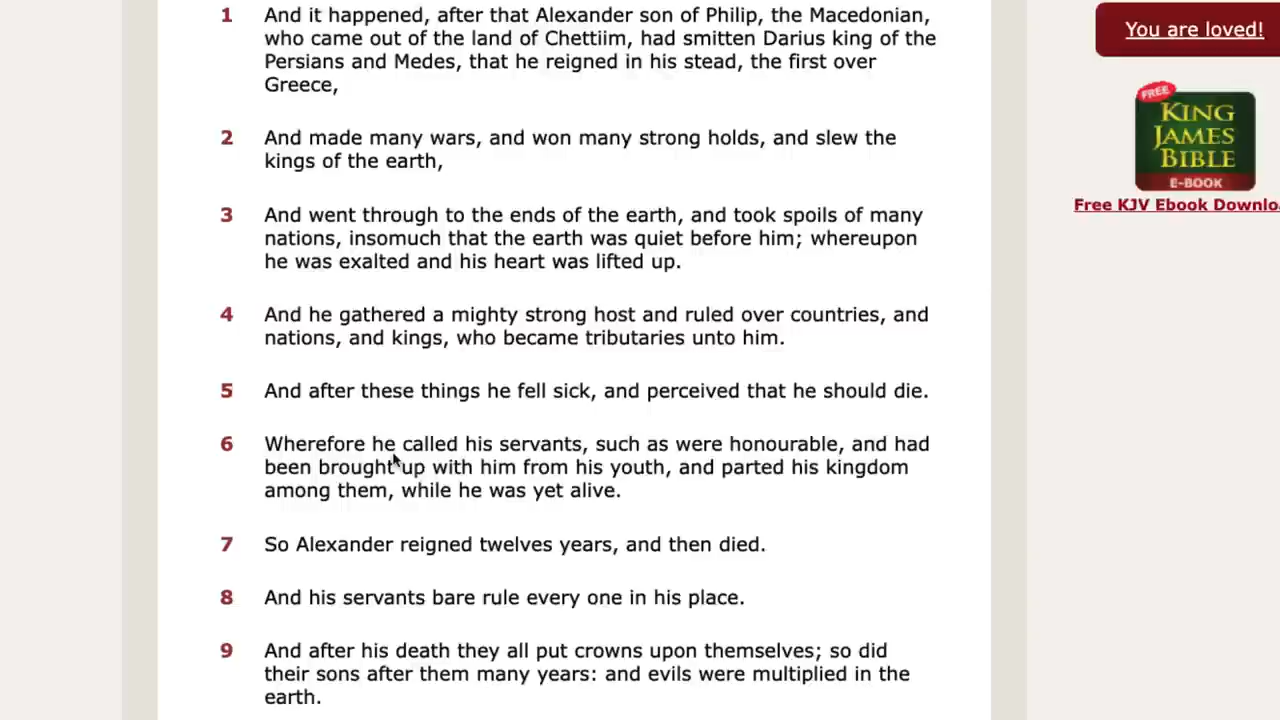 1 And it happened, after that Alexander son of Philip, the Macedonian,
who came out of the land of Chettiim, had smitten Darius king of the
Persians and Medes, that he reigned in his stead, the first over
Greece,
2 And made many wars, and won many strong holds, and slew the
kings of the earth,
3 And went through to the ends of the earth, and took spoils of many
nations, insomuch that the earth was quiet before him; whereupon
he was exalted and his heart was lifted up.
4 And he gathered a mighty strong host and ruled over countries, and
nations, and kings, who became tributaries unto him.
5 And after these things he fell sick, and perceived that he should die.
6 Wherefore he called his servants, such as were honourable, and had
been brought up with him from his youth, and parted his kingdom
among them, while he was yet alive.
7 So Alexander reigned twelves years, and then died.
8 And his servants bare rule every one in his place.
9 And after his death they all put crowns upon themselves; so did
their sons after them many years: and evils were multiplied in the
earth.
You are loved!
FREE
KING
JAMES
BIBLE
E-BOOK
Free KJV Ebook Downlo